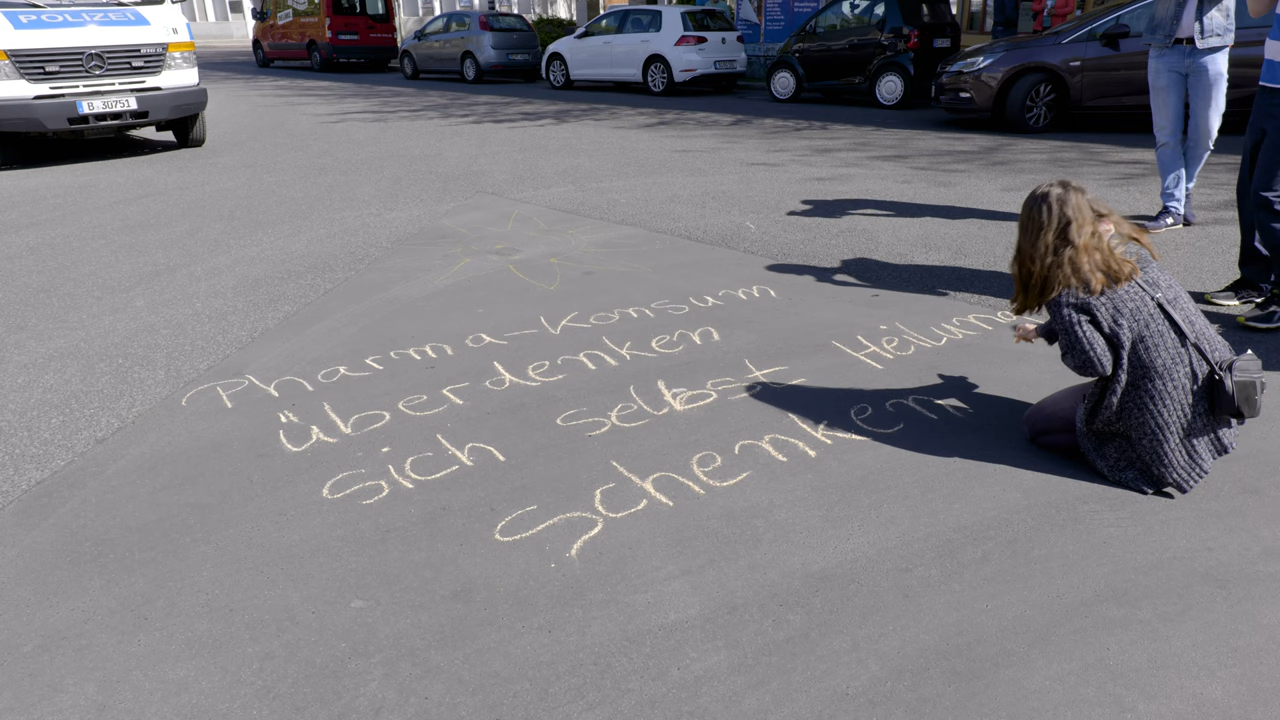 POLIZEI
B 30751
Pharma-Konsum
überdenken
sich selbst Heilung
Schenken